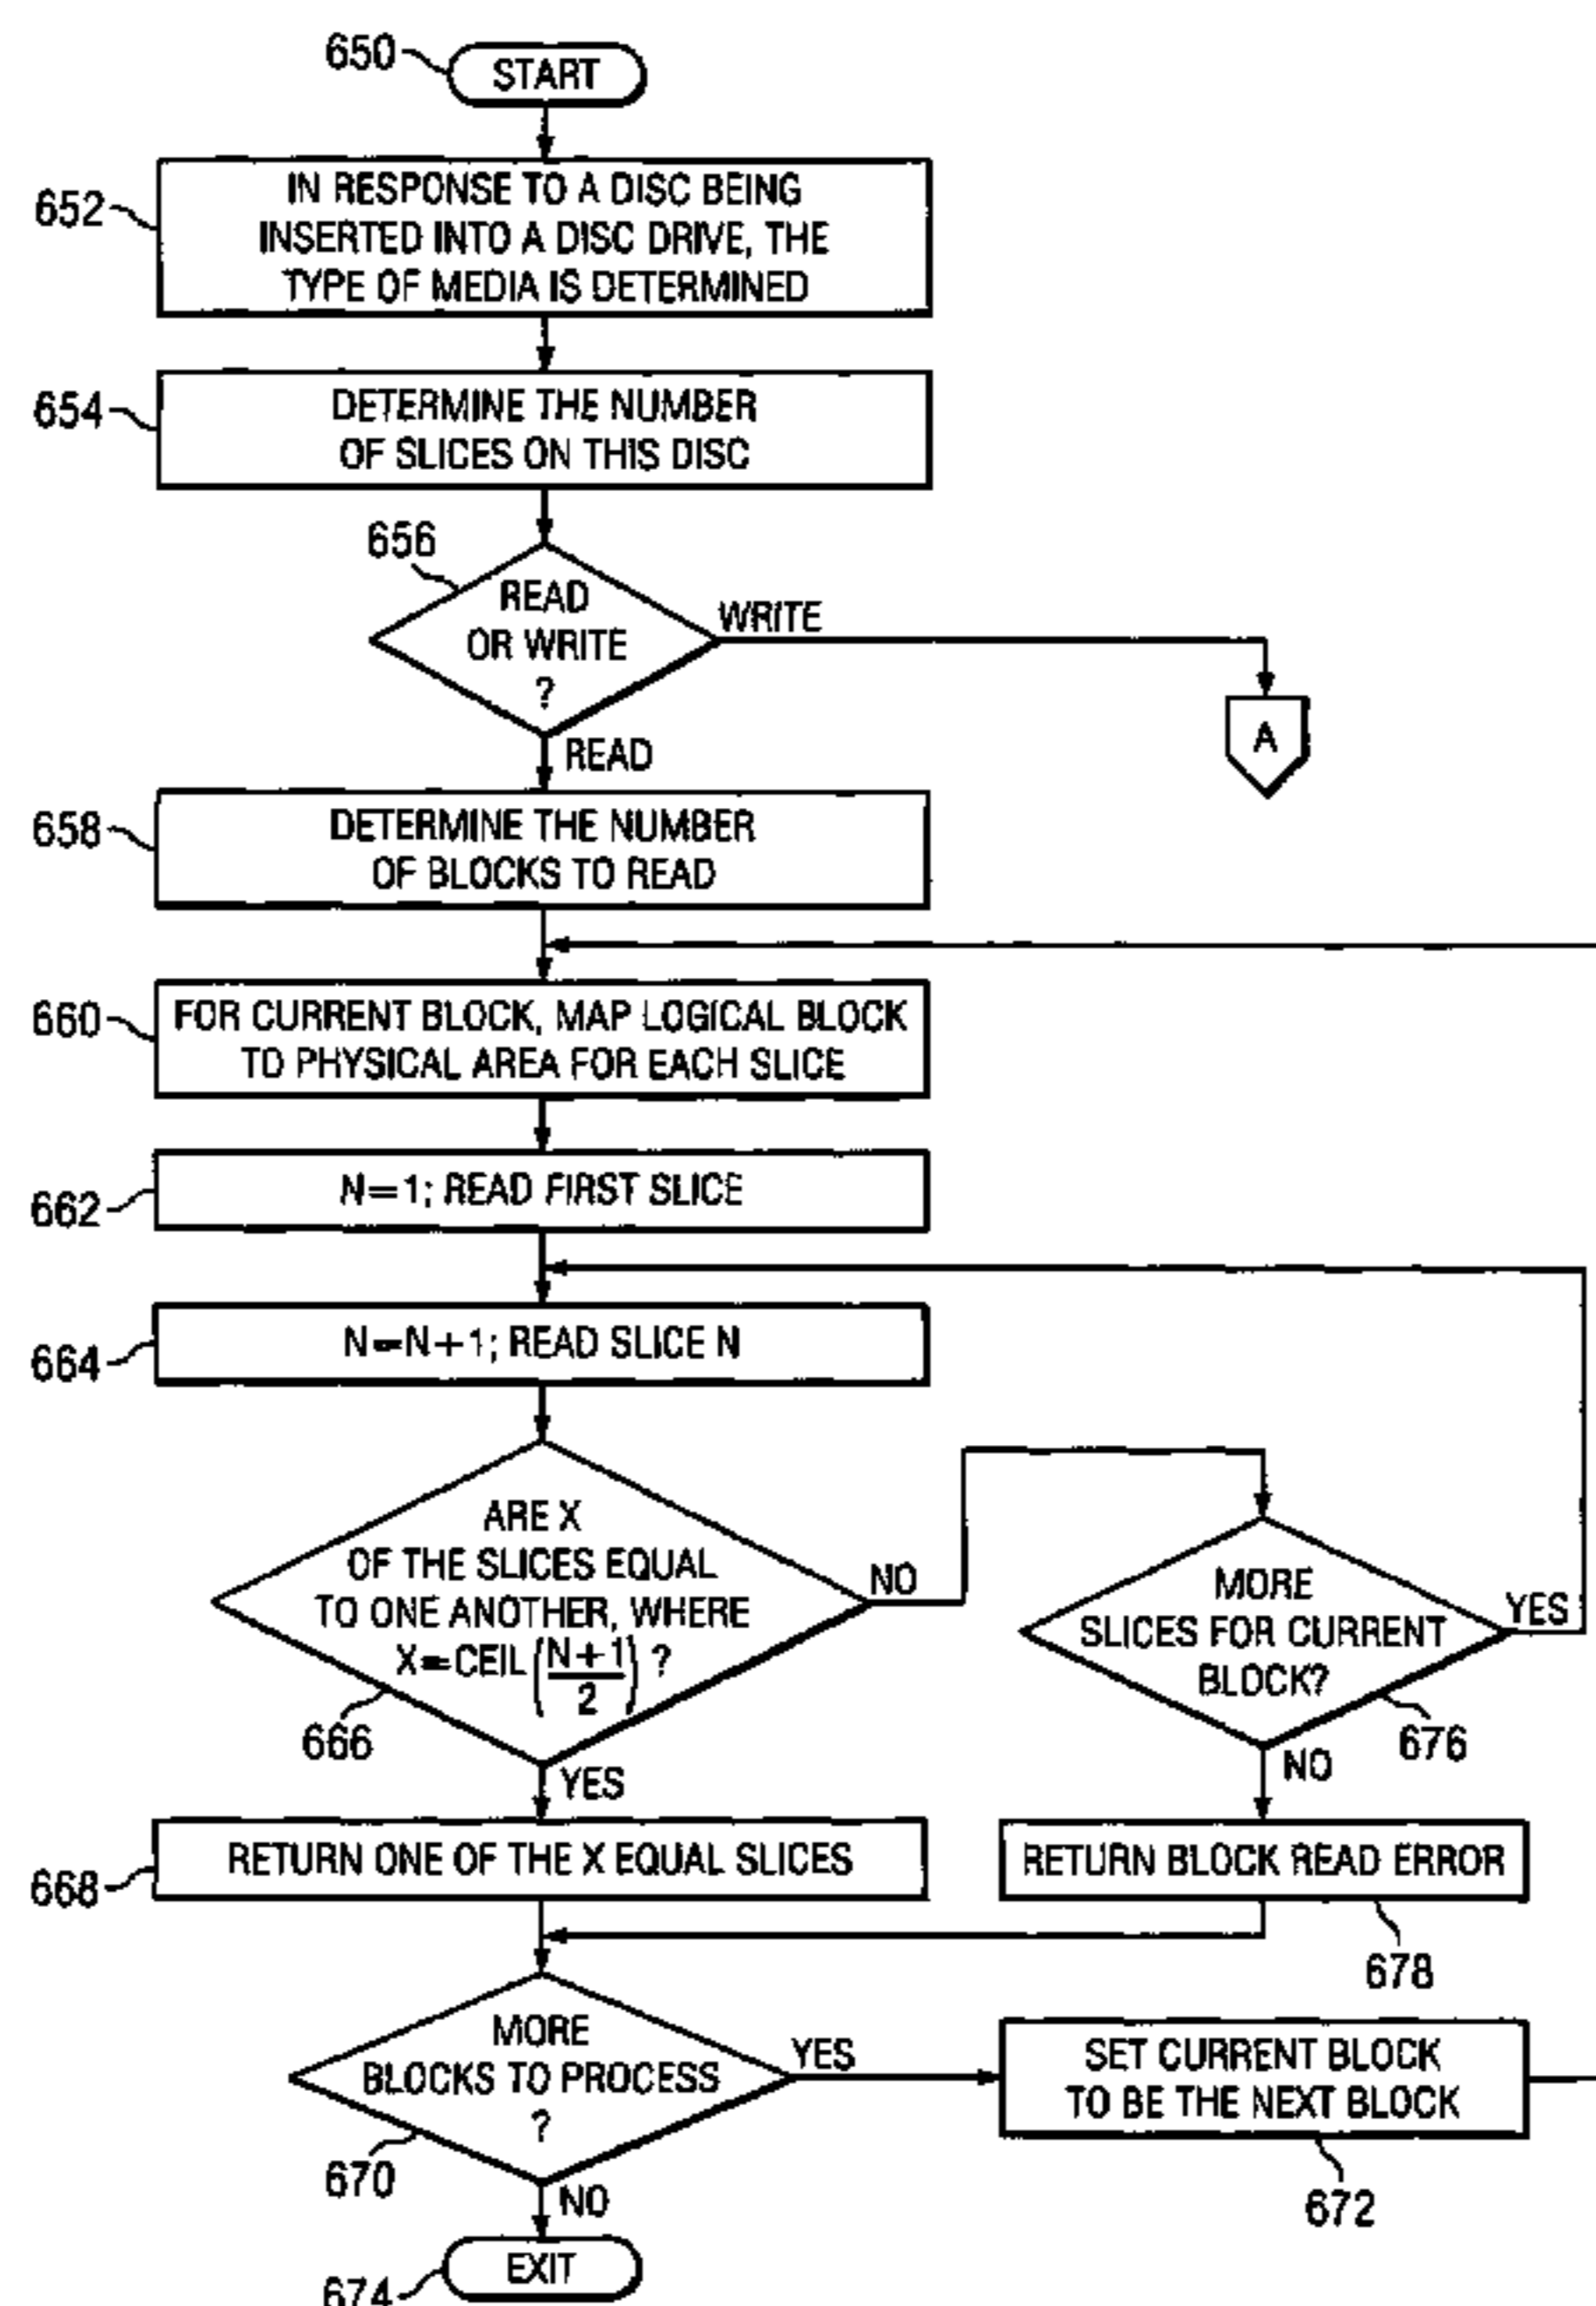 650
START
652
IN RESPONSE TO A DISC BEING
INSERTED INTO A DISC DRIVE, THE
TYPE OF MEDIA IS DETERMINED
654
DETERMINE THE NUMBER
OF SLICES ON THIS DISC
656
READ
OR WRITE
?
WRITE
A
READ
658
DETERMINE THE NUMBER
OF BLOCKS TO READ
660
FOR CURRENT BLOCK, MAP LOGICAL BLOCK
TO PHYSICAL AREA FOR EACH SLICE
662
N=1; READ FIRST SLICE
664
N=N+1; READ SLICE N
ARE X
OF THE SLICES EQUAL
TO ONE ANOTHER, WHERE
X=CEIL(N+1/2)?
666
NO
MORE
SLICES FOR CURRENT
BLOCK?
YES
676
NO
YES
668
RETURN ONE OF THE X EQUAL SLICES
RETURN BLOCK READ ERROR
678
MORE
BLOCKS TO PROCESS
?
670
YES
SET CURRENT BLOCK
TO BE THE NEXT BLOCK
672
NO
EXIT
674